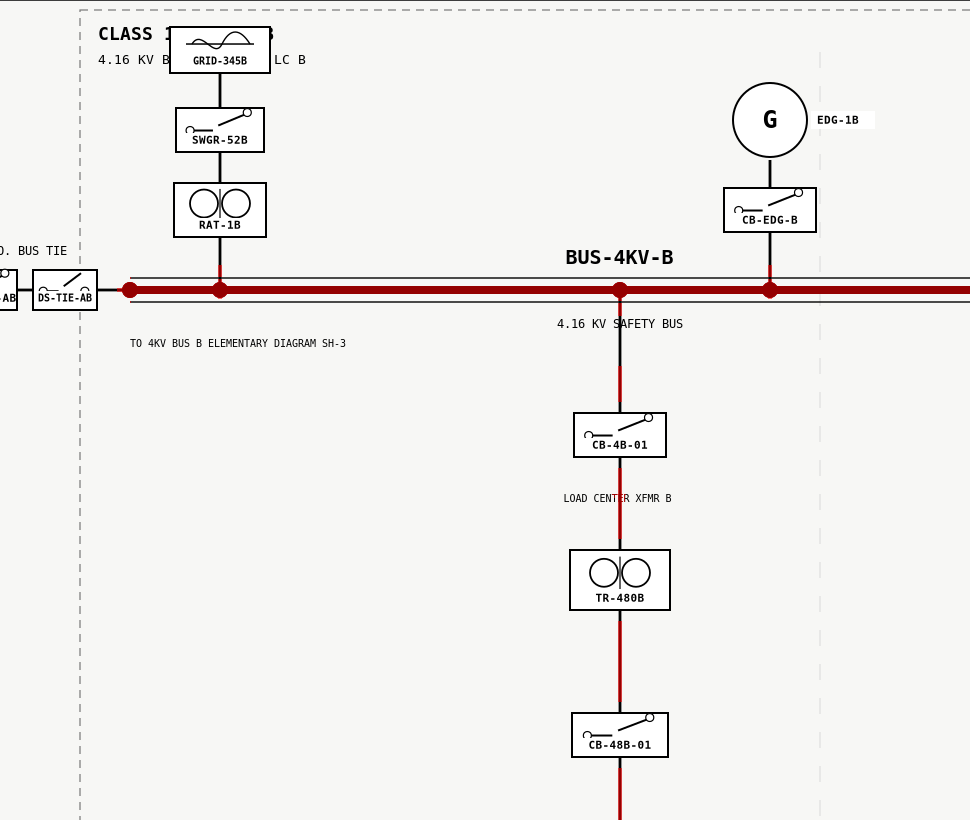 CLASS 1
4.16 KV B LC B
GRID-345B
SWGR-52B
RAT-1B
G
EDG-1B
CB-EDG-B
O. BUS TIE
-AB
DS-TIE-AB
BUS-4KV-B
4.16 KV SAFETY BUS
TO 4KV BUS B ELEMENTARY DIAGRAM SH-3
CB-4B-01
LOAD CENTER XFMR B
TR-480B
CB-48B-01